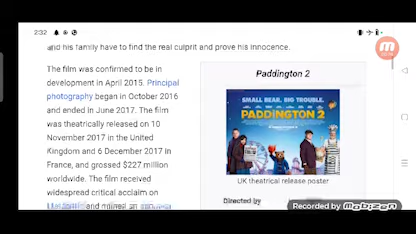 2:32
and his family have to find the real culprit and prove his innocence.
The film was confirmed to be in
development in April 2015. Principal
photography began in October 2016
and ended in June 2017. The film
was theatrically released on 10
November 2017 in the United
Kingdom and 6 December 2017 in
France, and grossed $227 million
worldwide. The film received
widespread critical acclaim on
Paddington 2
SMALL BEAR. BIG TROUBLE.
PADDINGTON 2
UK theatrical release poster
Directed by
Recorded by Mobizen